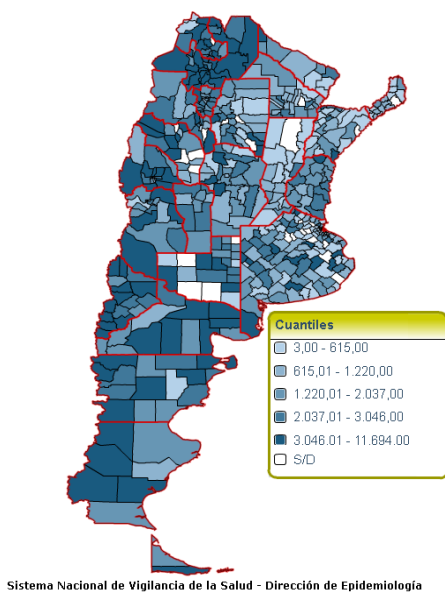 Cuantiles
3,00 - 615,00
615,01 - 1.220,00
1.220,01 - 2.037,00
2.037,01 - 3.046,00
3.046.01 - 11.694.00
S/D
Sistema Nacional de Vigilancia de la Salud - Dirección de Epidemiología